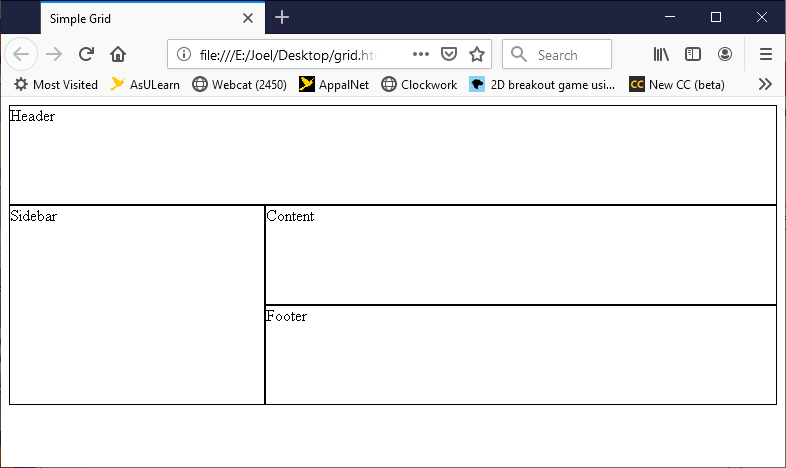 Simple Grid
file:///E:/Joel/Desktop/grid.ht
Search
Most Visited AsULearn Webcat (2450) AppalNet Clockwork 2D breakout game usi... CC New CC (beta)
Header
Sidebar
Content
Footer